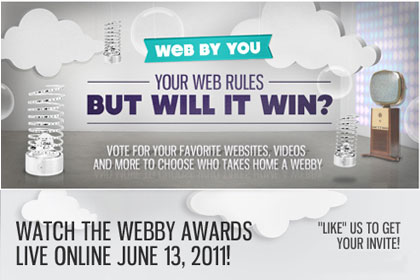 Web BY YOU
YOUR WEB RULES
BUT WILL IT WIN?
VOTE FOR YOUR FAVORITE WEBSITES, VIDEOS
AND MORE TO CHOOSE WHO TAKES HOME A WEBBY
WATCH THE WEBBY AWARDS
LIVE ONLINE JUNE 13, 2011!
"LIKE" US TO GET
YOUR INVITE!